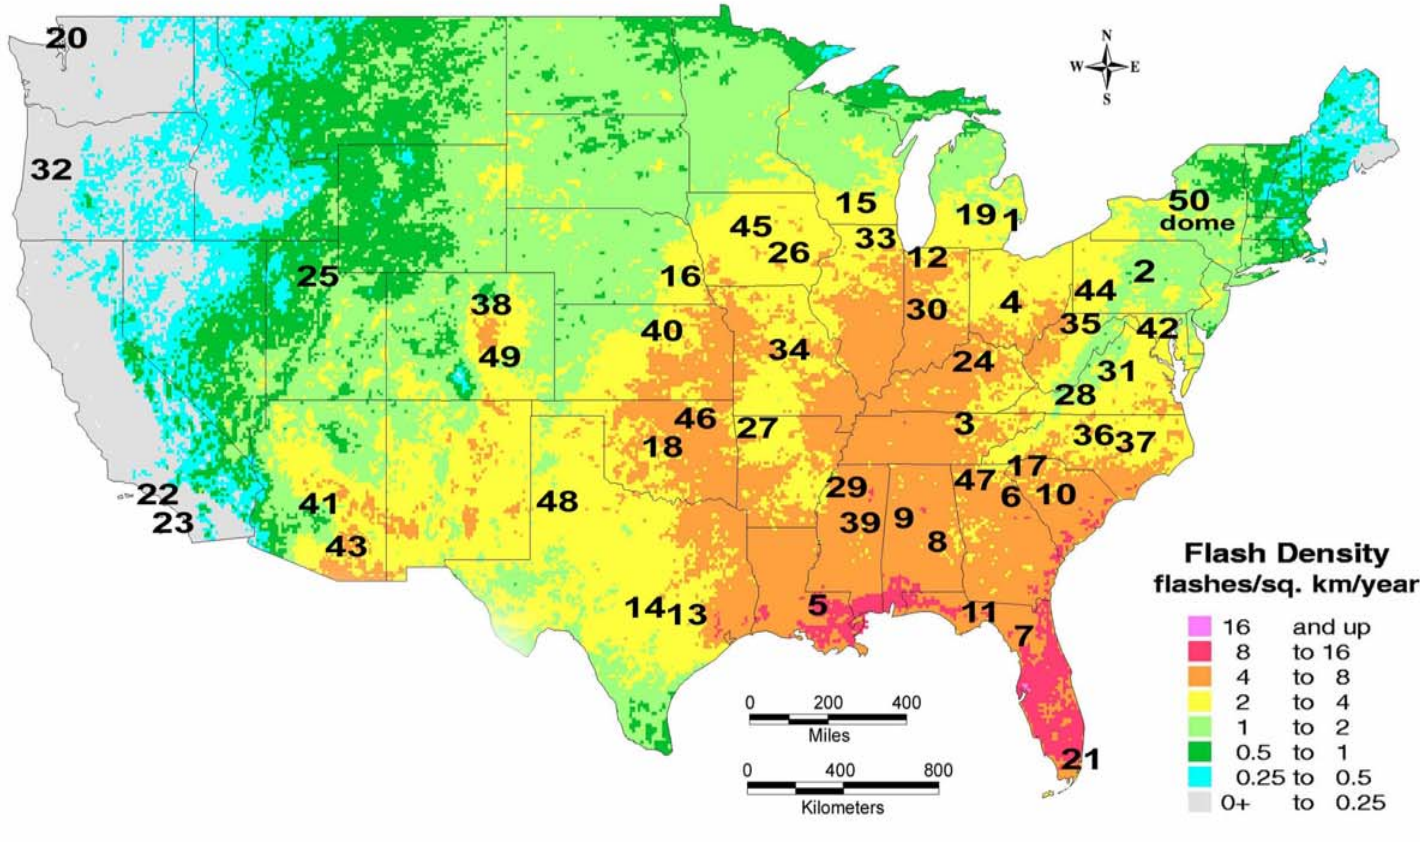 20
N
W E
S
32
15
50
dome
45
19
1
33
26
12
2
25
16
44
38
30
4
35
42
40
34
49
24
31
28
46
27
3
36
37
18
17
22
41
48
29
47
6
10
23
39
9
8
43
Flash Density
flashes/sq. km/year
14
13
5
11
7
16 and up
8 to 16
4 to 8
2 to 4
1 to 2
0.5 to 1
0.25 to 0.5
0+ to 0.25
0 200 400
Miles
21
0 400 800
Kilometers